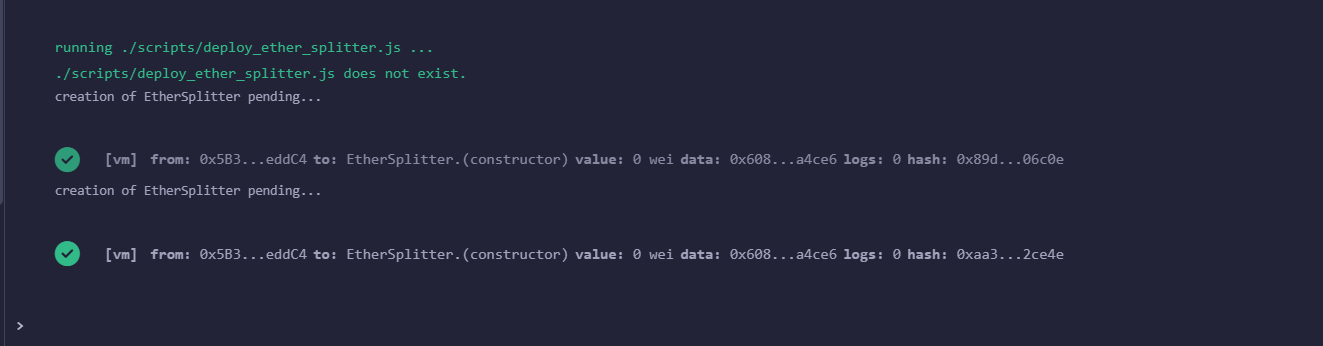 running ./scripts/deploy_ether_splitter.js ...
./scripts/deploy_ether_splitter.js does not exist.
creation of EtherSplitter pending...
[vm] from: 0x5B3...eddC4 to: EtherSplitter.(constructor) value: 0 wei data: 0x608...a4ce6 logs: 0 hash: 0x89d...06c0e
creation of EtherSplitter pending...
[vm] from: 0x5B3...eddC4 to: EtherSplitter.(constructor) value: 0 wei data: 0x608...a4ce6 logs: 0 hash: 0xaa3...2ce4e
>